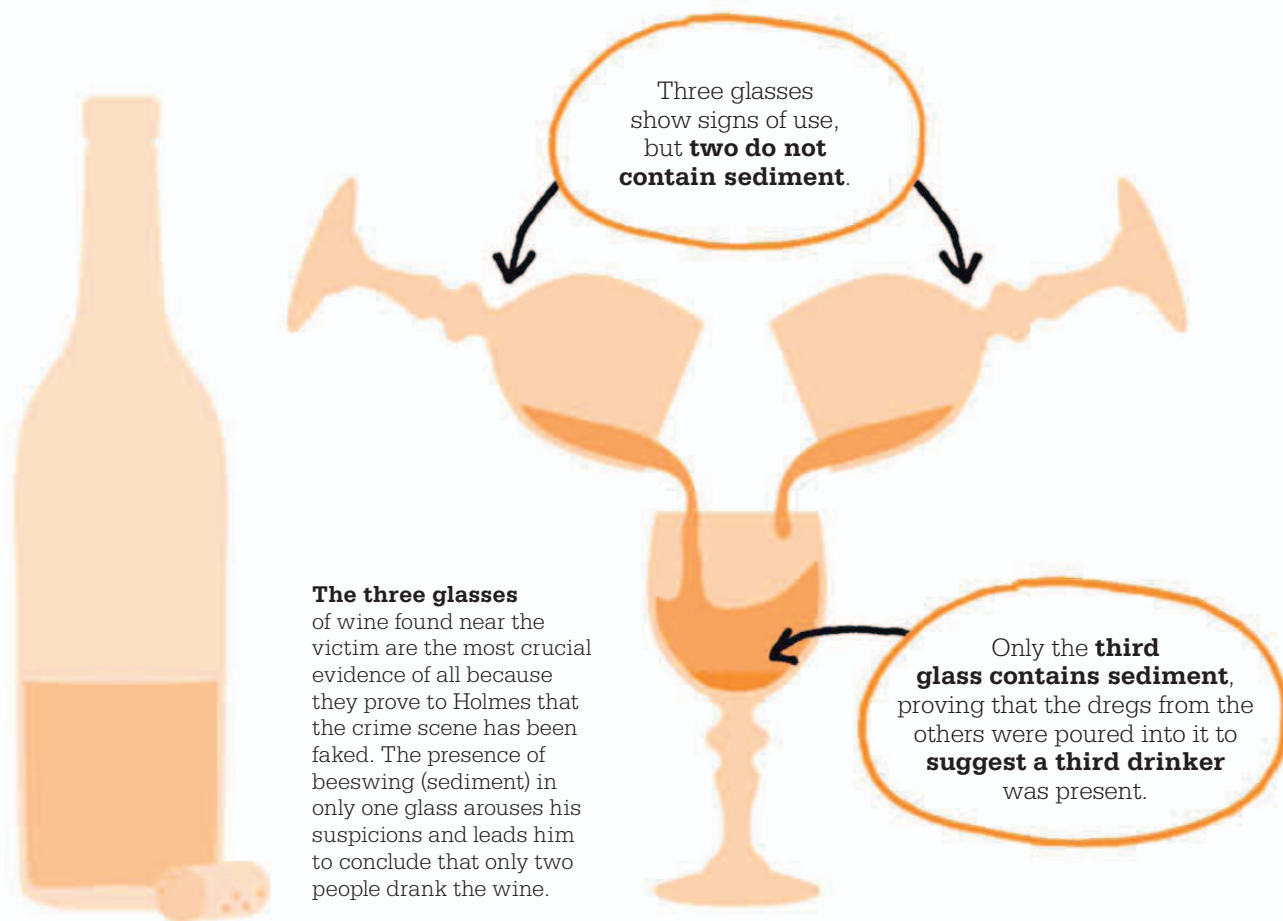 Three glasses
show signs of use,
but two do not
contain sediment.
The three glasses
of wine found near the
victim are the most crucial
evidence of all because
they prove to Holmes that
the crime scene has been
faked. The presence of
beeswing (sediment) in
only one glass arouses his
suspicions and leads him
to conclude that only two
people drank the wine.
Only the third
glass contains sediment,
proving that the dregs from the
others were poured into it to
suggest a third drinker
was present.